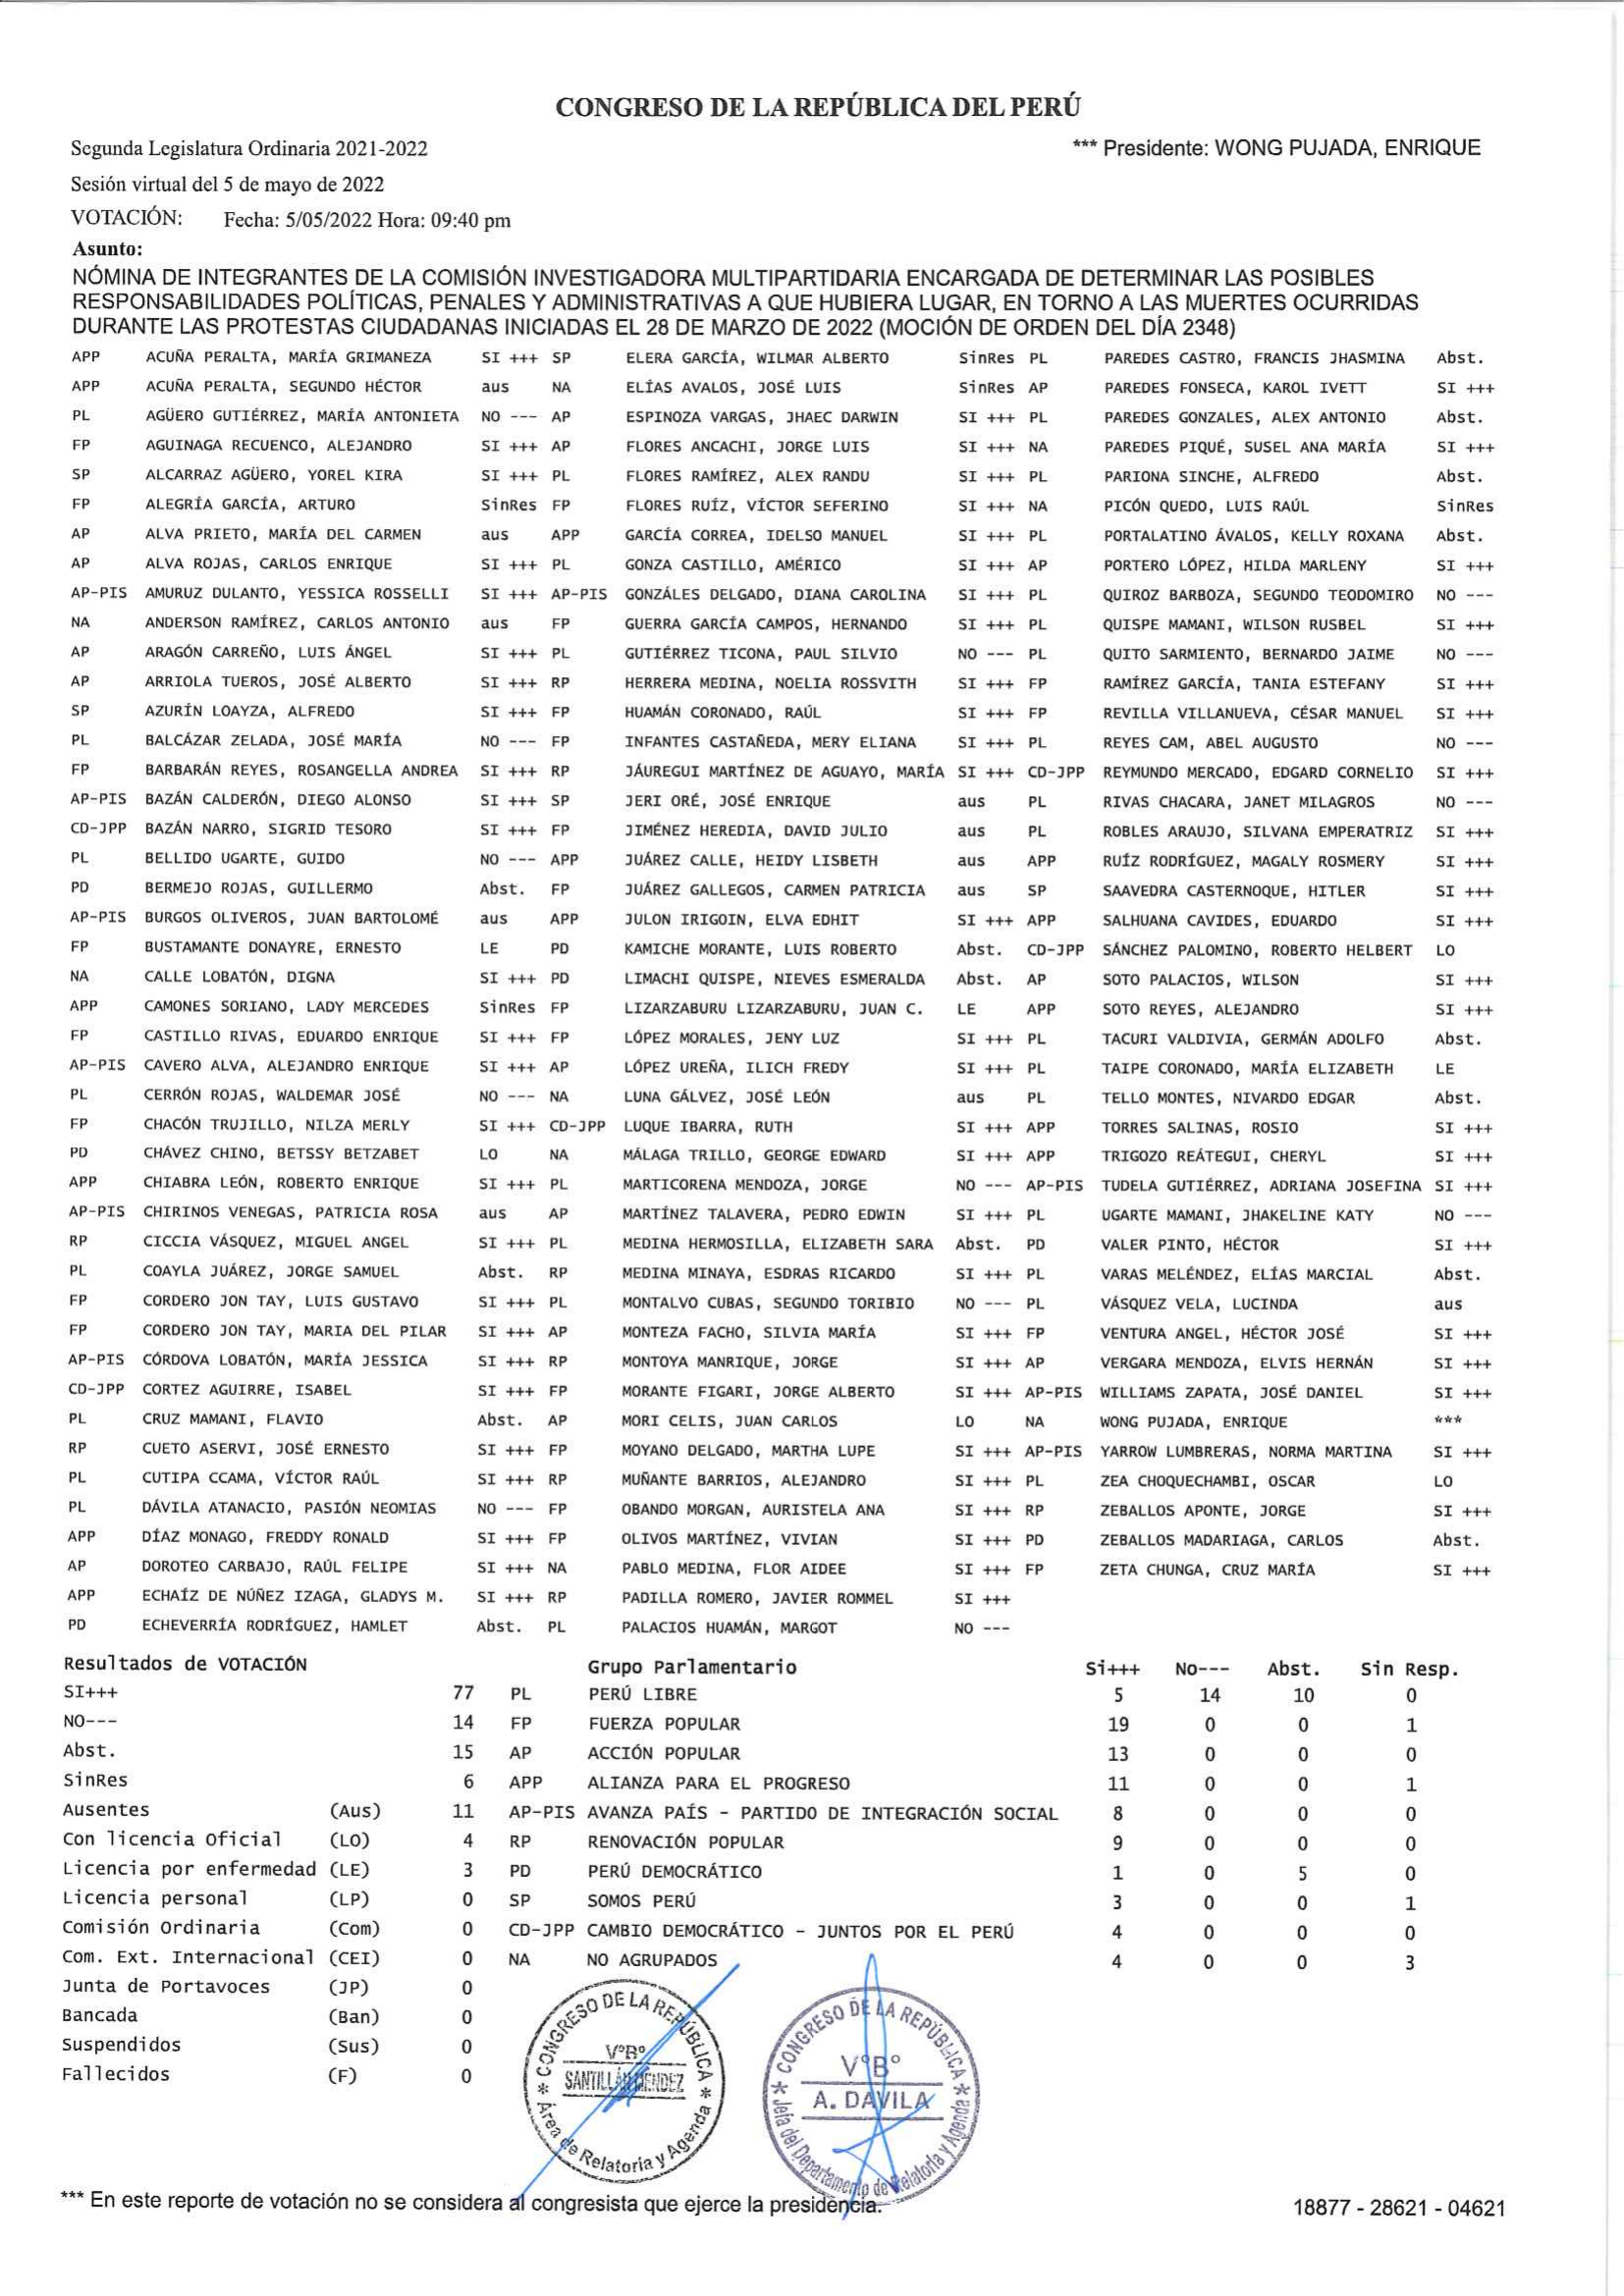 CONGRESO DE LA REPÚBLICA DEL PERÚ
Segunda Legislatura Ordinaria 2021-2022 *** Presidente: WONG PUJADA, ENRIQUE
Sesión virtual del 5 de mayo de 2022
VOTACIÓN: Fecha: 5/05/2022 Hora: 09:40 pm
Asunto:
NÓMINA DE INTEGRANTES DE LA COMISIÓN INVESTIGADORA MULTIPARTIDARIA ENCARGADA DE DETERMINAR LAS POSIBLES
RESPONSABILIDADES POLÍTICAS, PENALES Y ADMINISTRATIVAS A QUE HUBIERA LUGAR, EN TORNO A LAS MUERTES OCURRIDAS
DURANTE LAS PROTESTAS CIUDADANAS INICIADAS EL 28 DE MARZO DE 2022 (MOCIÓN DE ORDEN DEL DÍA 2348)
APP ACUÑA PERALTA, MARÍA GRIMANEZA SI +++ SP ELERA GARCÍA, WILMAR ALBERTO SinRes PL PAREDES CASTRO, FRANCIS JHASMINA Abst.
APP ACUÑA PERALTA, SEGUNDO HÉCTOR aus NA ELÍAS AVALOS, JOSÉ LUIS SinRes AP PAREDES FONSECA, KAROL IVETT SI +++
PL AGÜERO GUTIÉRREZ, MARÍA ANTONIETA NO --- AP ESPINOZA VARGAS, JHAEC DARWIN SI +++ PL PAREDES GONZALES, ALEX ANTONIO Abst.
FP AGUINAGA RECUENCO, ALEJANDRO SI +++ AP FLORES ANCACHI, JORGE LUIS SI +++ NA PAREDES PIQUÉ, SUSEL ANA MARÍA SI +++
SP ALCARRAZ AGÜERO, YOREL KIRA SI +++ PL FLORES RAMÍREZ, ALEX RANDU SI +++ PL PARIONA SINCHE, ALFREDO Abst.
FP ALEGRÍA GARCÍA, ARTURO SinRes FP FLORES RUÍZ, VÍCTOR SEFERINO SI +++ NA PICÓN QUEDO, LUIS RAÚL SinRes
AP ALVA PRIETO, MARÍA DEL CARMEN aus APP GARCÍA CORREA, IDELSO MANUEL SI +++ PL PORTALATINO ÁVALOS, KELLY ROXANA Abst.
AP ALVA ROJAS, CARLOS ENRIQUE SI +++ PL GONZA CASTILLO, AMÉRICO SI +++ AP PORTERO LÓPEZ, HILDA MARLENY SI +++
AP-PIS AMURUZ DULANTO, YESSICA ROSSELLI SI +++ AP-PIS GONZÁLES DELGADO, DIANA CAROLINA SI +++ PL QUIROZ BARBOZA, SEGUNDO TEODOMIRO NO ---
NA ANDERSON RAMÍREZ, CARLOS ANTONIO aus FP GUERRA GARCÍA CAMPOS, HERNANDO SI +++ PL QUISPE MAMANI, WILSON RUSBEL SI +++
AP ARAGÓN CARREÑO, LUIS ÁNGEL SI +++ PL GUTIÉRREZ TICONA, PAUL SILVIO NO --- PL QUITO SARMIENTO, BERNARDO JAIME NO ---
AP ARRIOLA TUEROS, JOSÉ ALBERTO SI +++ RP HERRERA MEDINA, NOELIA ROSSVITH SI +++ FP RAMÍREZ GARCÍA, TANIA ESTEFANY SI +++
SP AZURÍN LOAYZA, ALFREDO SI +++ FP HUAMÁN CORONADO, RAÚL SI +++ FP REVILLA VILLANUEVA, CÉSAR MANUEL SI +++
PL BALCÁZAR ZELADA, JOSÉ MARÍA NO --- FP INFANTES CASTAÑEDA, MERY ELIANA SI +++ PL REYES CAM, ABEL AUGUSTO NO ---
FP BARBARÁN REYES, ROSANGELLA ANDREA SI +++ RP JÁUREGUI MARTÍNEZ DE AGUAYO, MARÍA SI +++ CD-JPP REYMUNDO MERCADO, EDGARD CORNELIO SI +++
AP-PIS BAZÁN CALDERÓN, DIEGO ALONSO SI +++ SP JERI ORÉ, JOSÉ ENRIQUE aus PL RIVAS CHACARA, JANET MILAGROS NO ---
CD-JPP BAZÁN NARRO, SIGRID TESORO SI +++ FP JIMÉNEZ HEREDIA, DAVID JULIO aus PL ROBLES ARAUJO, SILVANA EMPERATRIZ SI +++
PL BELLIDO UGARTE, GUIDO NO --- APP JUÁREZ CALLE, HEIDY LISBETH aus APP RUÍZ RODRÍGUEZ, MAGALY ROSMERY SI +++
PD BERMEJO ROJAS, GUILLERMO Abst. FP JUÁREZ GALLEGOS, CARMEN PATRICIA aus SP SAAVEDRA CASTERNOQUE, HITLER SI +++
AP-PIS BURGOS OLIVEROS, JUAN BARTOLOMÉ aus APP JULON IRIGOIN, ELVA EDHIT SI +++ APP SALHUANA CAVIDES, EDUARDO SI +++
FP BUSTAMANTE DONAYRE, ERNESTO LE PD KAMICHE MORANTE, LUIS ROBERTO Abst. CD-JPP SÁNCHEZ PALOMINO, ROBERTO HELBERT LO
NA CALLE LOBATÓN, DIGNA SI +++ PD LIMACHI QUISPE, NIEVES ESMERALDA Abst. AP SOTO PALACIOS, WILSON SI +++
APP CAMONES SORIANO, LADY MERCEDES SinRes FP LIZARZABURU LIZARZABURU, JUAN C. LE APP SOTO REYES, ALEJANDRO SI +++
FP CASTILLO RIVAS, EDUARDO ENRIQUE SI +++ FP LÓPEZ MORALES, JENY LUZ SI +++ PL TACURI VALDIVIA, GERMÁN ADOLFO Abst.
AP-PIS CAVERO ALVA, ALEJANDRO ENRIQUE SI +++ AP LÓPEZ UREÑA, ILICH FREDY SI +++ PL TAIPE CORONADO, MARÍA ELIZABETH LE
PL CERRÓN ROJAS, WALDEMAR JOSÉ NO --- NA LUNA GÁLVEZ, JOSÉ LEÓN aus PL TELLO MONTES, NIVARDO EDGAR Abst.
FP CHACÓN TRUJILLO, NILZA MERLY SI +++ CD-JPP LUQUE IBARRA, RUTH SI +++ APP TORRES SALINAS, ROSIO SI +++
PD CHÁVEZ CHINO, BETSSY BETZABET LO NA MÁLAGA TRILLO, GEORGE EDWARD SI +++ APP TRIGOZO REÁTEGUI, CHERYL SI +++
APP CHIABRA LEÓN, ROBERTO ENRIQUE SI +++ PL MARTICORENA MENDOZA, JORGE NO --- AP-PIS TUDELA GUTIÉRREZ, ADRIANA JOSEFINA SI +++
AP-PIS CHIRINOS VENEGAS, PATRICIA ROSA aus AP MARTÍNEZ TALAVERA, PEDRO EDWIN SI +++ PL UGARTE MAMANI, JHAKELINE KATY NO ---
RP CICCIA VÁSQUEZ, MIGUEL ANGEL SI +++ PL MEDINA HERMOSILLA, ELIZABETH SARA Abst. PD VALER PINTO, HÉCTOR SI +++
PL COAYLA JUÁREZ, JORGE SAMUEL Abst. RP MEDINA MINAYA, ESDRAS RICARDO SI +++ PL VARAS MELÉNDEZ, ELÍAS MARCIAL Abst.
FP CORDERO JON TAY, LUIS GUSTAVO SI +++ PL MONTALVO CUBAS, SEGUNDO TORIBIO NO --- PL VÁSQUEZ VELA, LUCINDA aus
FP CORDERO JON TAY, MARIA DEL PILAR SI +++ AP MONTEZA FACHO, SILVIA MARÍA SI +++ FP VENTURA ANGEL, HÉCTOR JOSÉ SI +++
AP-PIS CÓRDOVA LOBATÓN, MARÍA JESSICA SI +++ RP MONTOYA MANRIQUE, JORGE SI +++ AP VERGARA MENDOZA, ELVIS HERNÁN SI +++
CD-JPP CORTEZ AGUIRRE, ISABEL SI +++ FP MORANTE FIGARI, JORGE ALBERTO SI +++ AP-PIS WILLIAMS ZAPATA, JOSÉ DANIEL SI +++
PL CRUZ MAMANI, FLAVIO Abst. AP MORI CELIS, JUAN CARLOS LO NA WONG PUJADA, ENRIQUE ***
RP CUETO ASERVI, JOSÉ ERNESTO SI +++ FP MOYANO DELGADO, MARTHA LUPE SI +++ AP-PIS YARROW LUMBRERAS, NORMA MARTINA SI +++
PL CUTIPA CCAMA, VÍCTOR RAÚL SI +++ RP MUÑANTE BARRIOS, ALEJANDRO SI +++ PL ZEA CHOQUECHAMBI, OSCAR LO
PL DÁVILA ATANACIO, PASIÓN NEOMIAS NO --- FP OBANDO MORGAN, AURISTELA ANA SI +++ RP ZEBALLOS APONTE, JORGE SI +++
APP DÍAZ MONAGO, FREDDY RONALD SI +++ FP OLIVOS MARTÍNEZ, VIVIAN SI +++ PD ZEBALLOS MADARIAGA, CARLOS Abst.
AP DOROTEO CARBAJO, RAÚL FELIPE SI +++ NA PABLO MEDINA, FLOR AIDEE SI +++ FP ZETA CHUNGA, CRUZ MARÍA SI +++
APP ECHAÍZ DE NÚÑEZ IZAGA, GLADYS M. SI +++ RP PADILLA ROMERO, JAVIER ROMMEL SI +++
PD ECHEVERRÍA RODRÍGUEZ, HAMLET Abst. PL PALACIOS HUAMÁN, MARGOT NO ---
Resultados de VOTACIÓN Grupo Parlamentario Si+++ No--- Abst. Sin Resp.
SI+++ 77 PL PERÚ LIBRE 5 14 10 0
NO--- 14 FP FUERZA POPULAR 19 0 0 1
Abst. 15 AP ACCIÓN POPULAR 13 0 0 0
SinRes 6 APP ALIANZA PARA EL PROGRESO 11 0 0 1
Ausentes (Aus) 11 AP-PIS AVANZA PAÍS - PARTIDO DE INTEGRACIÓN SOCIAL 8 0 0 0
Con licencia Oficial (LO) 4 RP RENOVACIÓN POPULAR 9 0 0 0
Licencia por enfermedad (LE) 3 PD PERÚ DEMOCRÁTICO 1 0 5 0
Licencia personal (LP) 0 SP SOMOS PERÚ 3 0 0 1
Comisión Ordinaria (Com) 0 CD-JPP CAMBIO DEMOCRÁTICO - JUNTOS POR EL PERÚ 4 0 0 0
Com. Ext. Internacional (CEI) 0 NA NO AGRUPADOS 4 0 0 3
Junta de Portavoces (JP) 0
Bancada (Ban) 0
Suspendidos (Sus) 0
Fallecidos (F) 0
* CONGRESO DE LA REPÚBLICA *
V°B°
SANTILLÁN MENDEZ
Área de Relatoría y Agenda
* CONGRESO DE LA REPÚBLICA *
V°B°
A. DAVILA
Jefa del Departamento de Relatoría y Agenda
*** En este reporte de votación no se considera al congresista que ejerce la presidencia. 18877 - 28621 - 04621